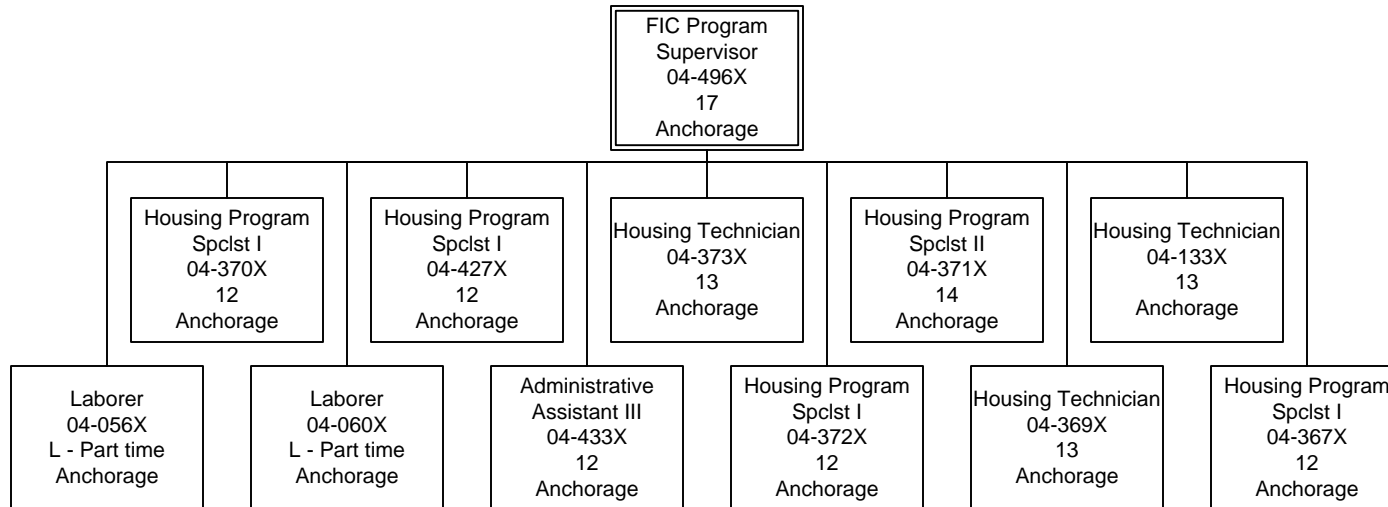 FIC Program
Supervisor
04-496X
17
Anchorage
Housing Program
Spclst I
04-370X
12
Anchorage
Housing Program
Spclst I
04-427X
12
Anchorage
Housing Technician
04-373X
13
Anchorage
Housing Program
Spclst II
04-371X
14
Anchorage
Housing Technician
04-133X
13
Anchorage
Laborer
04-056X
L - Part time
Anchorage
Laborer
04-060X
L - Part time
Anchorage
Administrative
Assistant III
04-433X
12
Anchorage
Housing Program
Spclst I
04-372X
12
Anchorage
Housing Technician
04-369X
13
Anchorage
Housing Program
Spclst I
04-367X
12
Anchorage